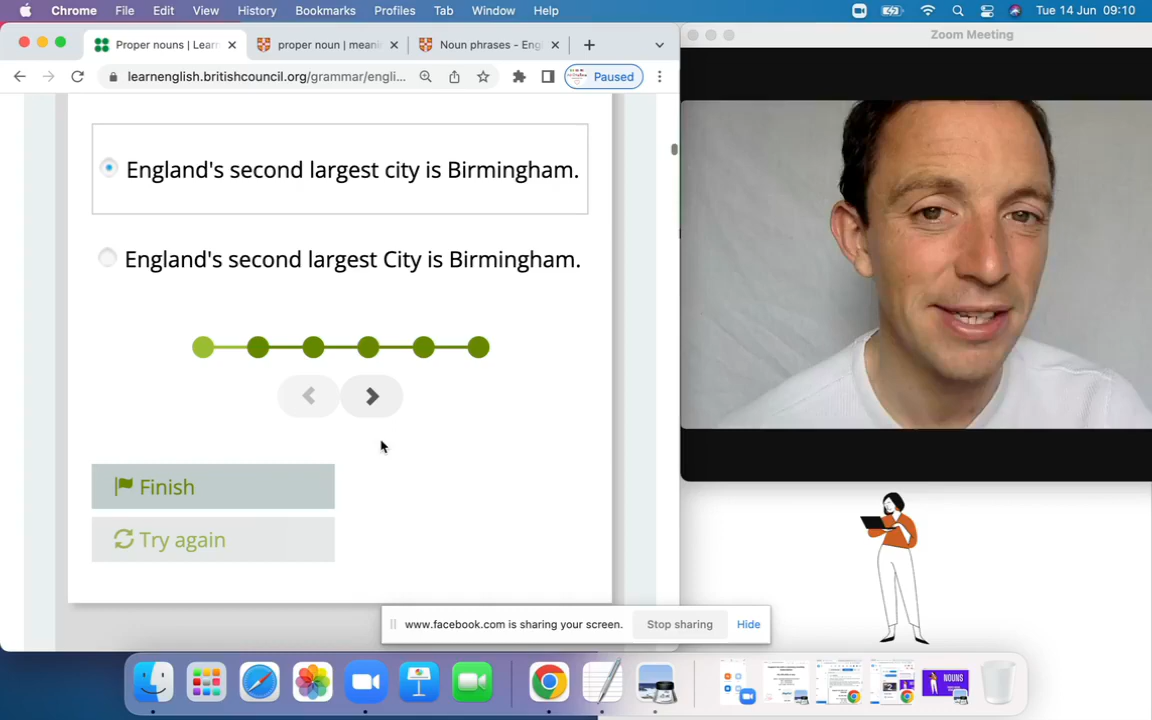 Chrome File Edit View History Bookmarks Profiles Tab Window Help Tue 14 Jun 09:10
Proper nouns | Learn
proper noun | meani
Noun phrases - Eng
Zoom Meeting
learnenglish.britishcouncil.org/grammar/engli...
Paused
England's second largest city is Birmingham.
England's second largest City is Birmingham.
Finish
Try again
www.facebook.com is sharing your screen.
Stop sharing
Hide
NOUNS